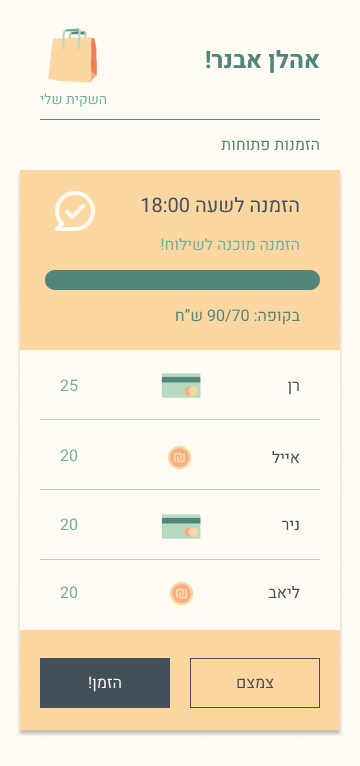 אהלן אבנר!
השקית שלי
הזמנות פתוחות
הזמנה לשעה 18:00
הזמנה מוכנה לשילוח!
בקופה: 90/70 ש"ח
רן 25
אייל ₪ 20
ניר 20
ליאב ₪ 20
צמצם
הזמן!